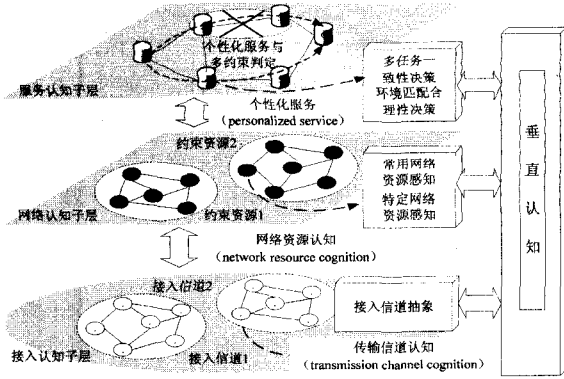 个性化服务与
多约束判定
服务认知子层
多任务一
致性决策
环境匹配合
理性决策
个性化服务
(personalized service)
约束资源2
约束资源1
网络认知子层
常用网络
资源感知
特定网络
资源感知
网络资源认知
(network resource cognition)
接入信道2
接入信道1
接入认知子层
接入信道抽象
传输信道认知
(transmission channel cognition)
垂直认知